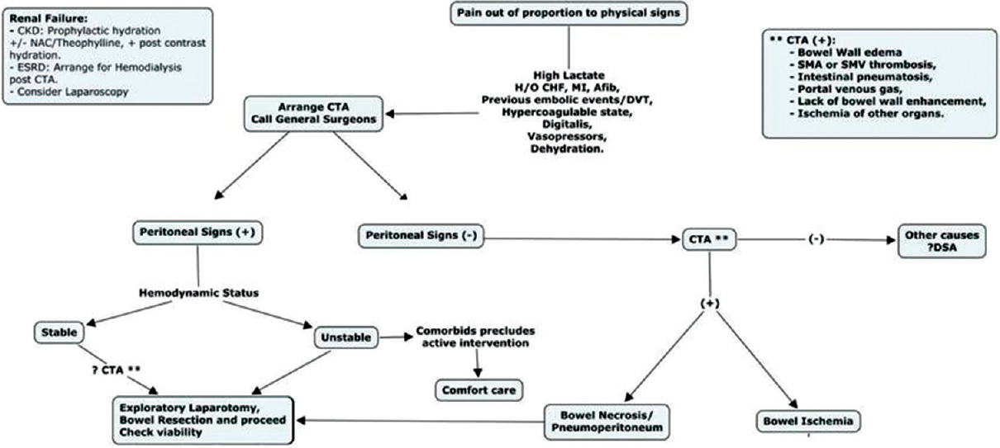 Renal Failure:
- CKD: Prophylactic hydration
+/- NAC/Theophylline, + post contrast
hydration.
- ESRD: Arrange for Hemodialysis
post CTA.
- Consider Laparoscopy
Pain out of proportion to physical signs
** CTA (+):
- Bowel Wall edema
- SMA or SMV thrombosis,
- Intestinal pneumatosis,
- Portal venous gas,
- Lack of bowel wall enhancement,
- Ischemia of other organs.
High Lactate
H/O CHF, MI, Afib,
Previous embolic events/DVT,
Hypercoagulable state,
Digitalis,
Vasopressors,
Dehydration.
Arrange CTA
Call General Surgeons
Peritoneal Signs (+)
Peritoneal Signs (-)
CTA **
(-)
Other causes
?DSA
Hemodynamic Status
(+)
Stable
Unstable
Comorbids precludes
active intervention
? CTA **
Comfort care
Exploratory Laparotomy,
Bowel Resection and proceed
Check viability
Bowel Necrosis/
Pneumoperitoneum
Bowel Ischemia